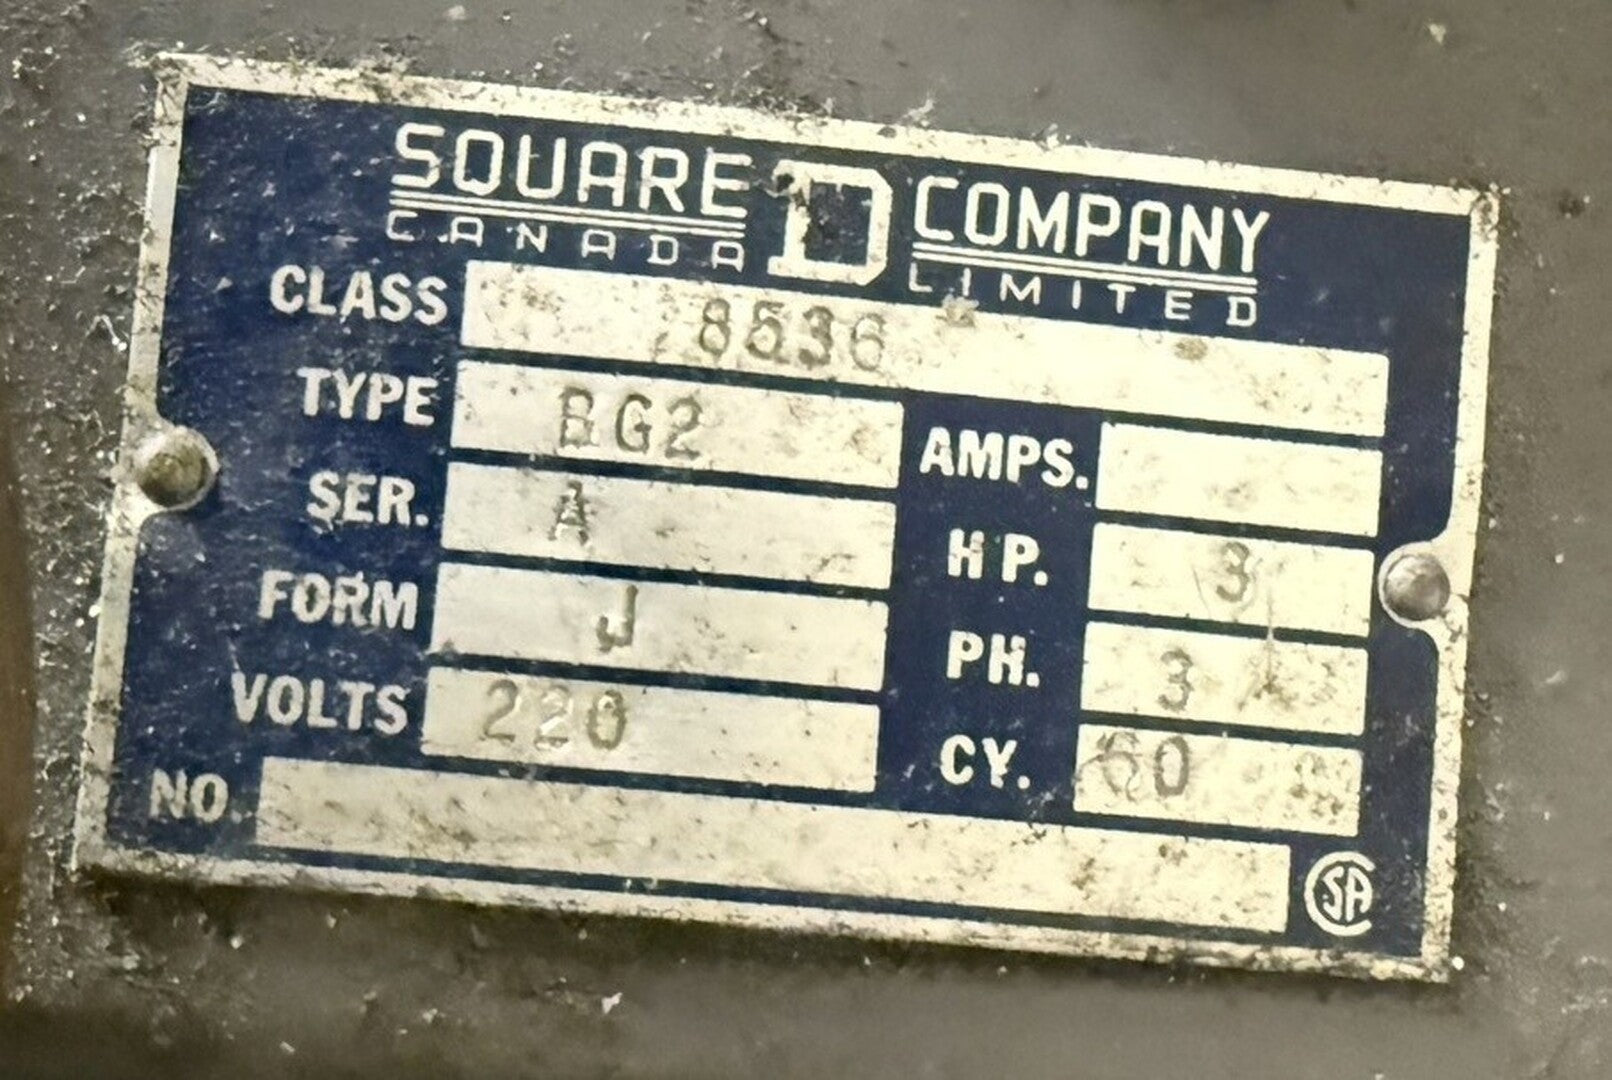 SQUARE D COMPANY
CANADA LIMITED
CLASS 8536
TYPE BG2 AMPS.
SER. A HP. 3
FORM J PH. 3
VOLTS 220 CY. 60
NO.
CSA